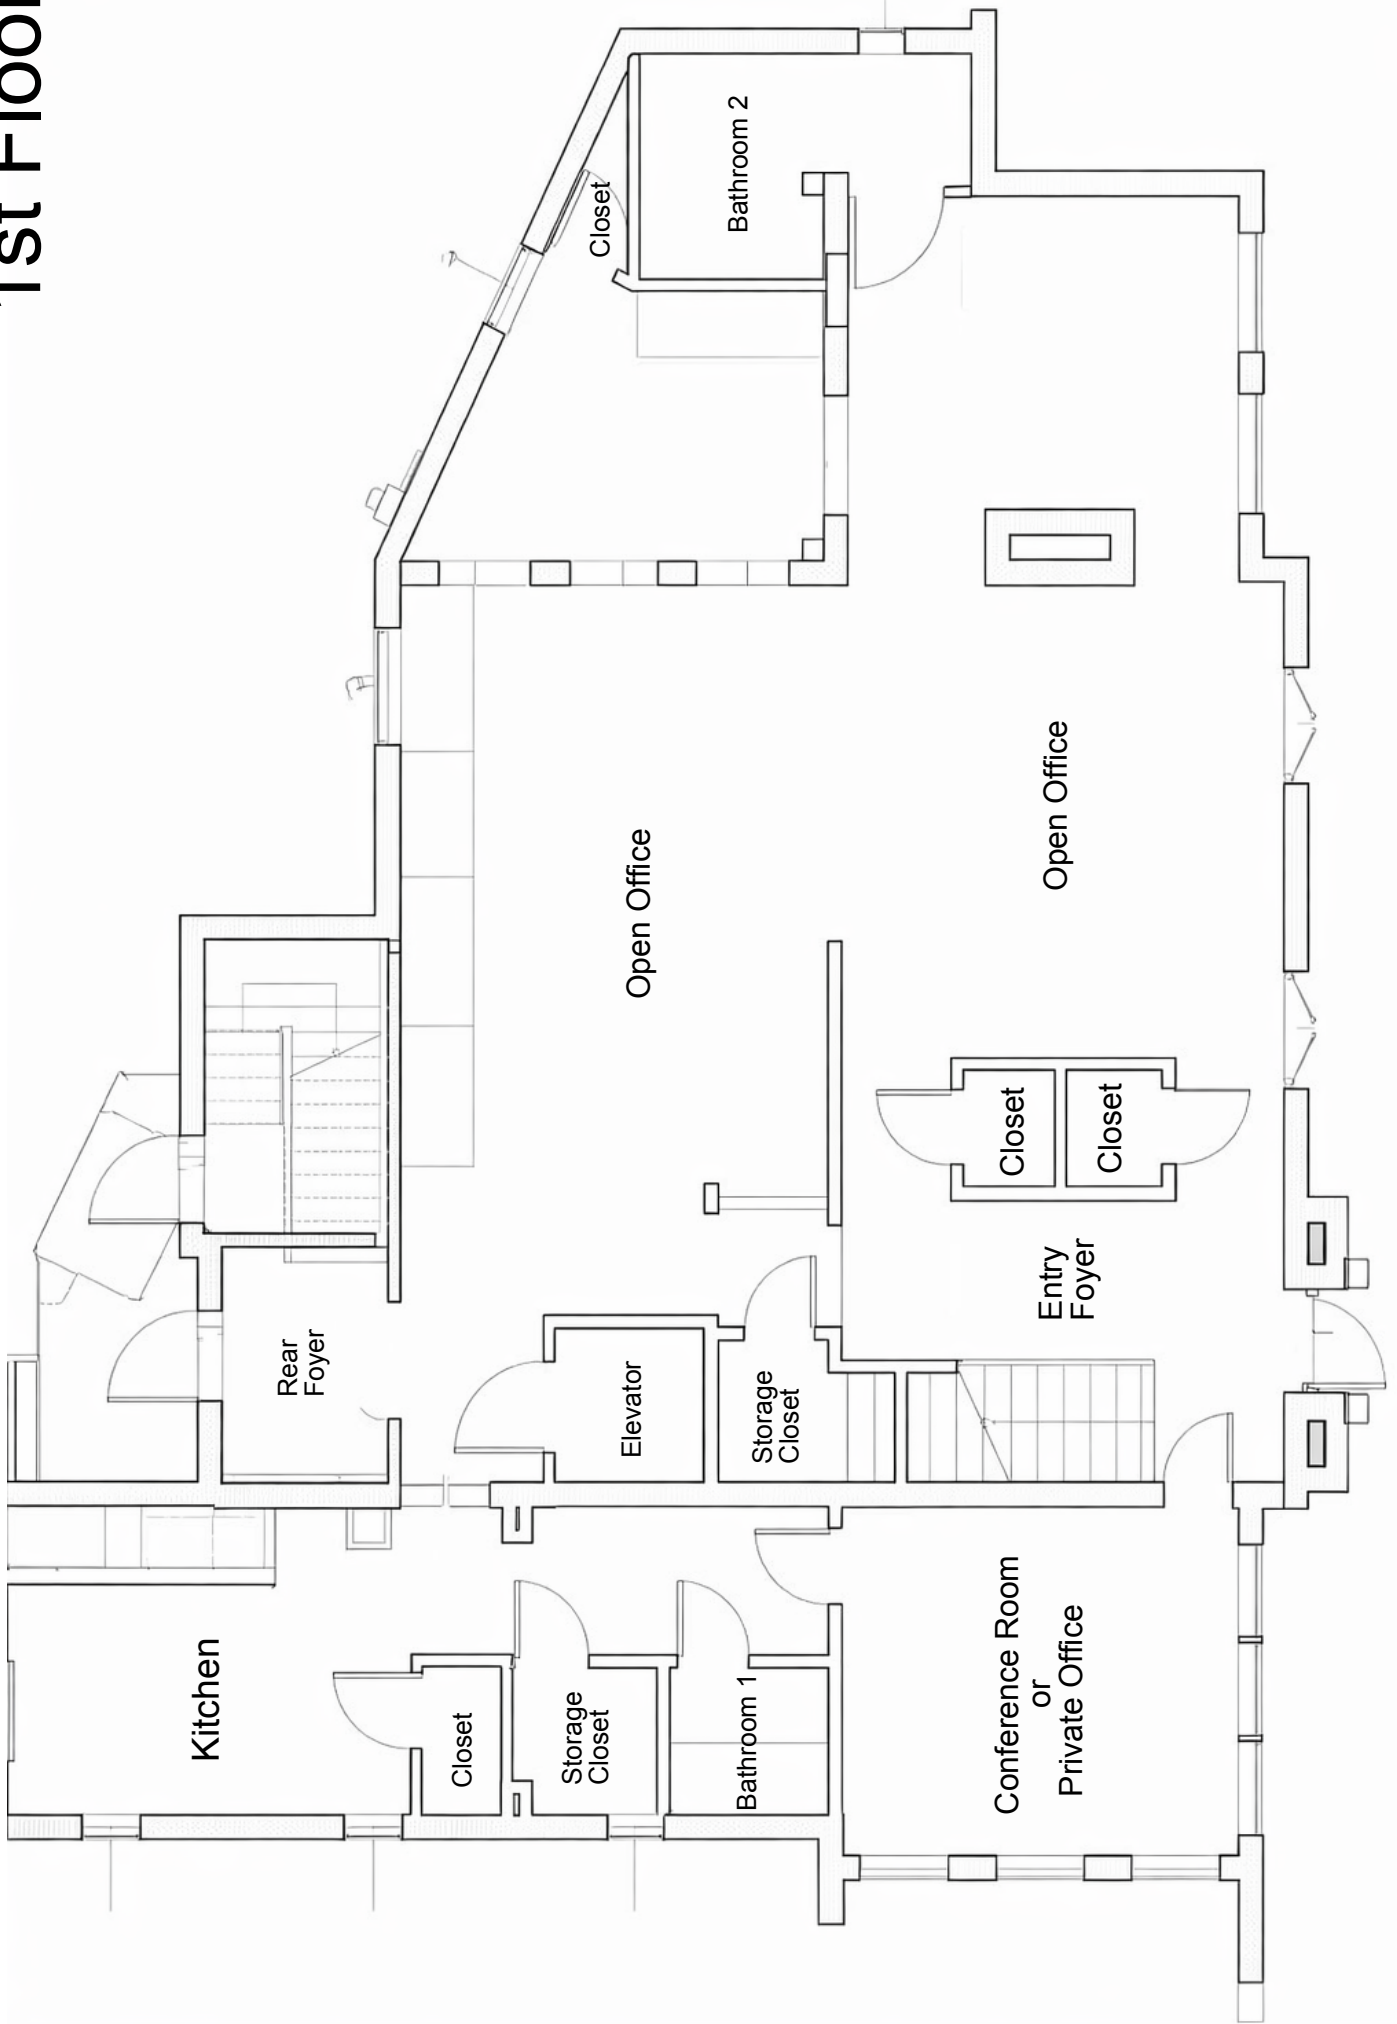 1st Floor
Closet
Bathroom 2
Open Office
Open Office
Closet
Closet
Entry
Foyer
Rear
Foyer
Elevator
Storage
Closet
Kitchen
Closet
Storage
Closet
Bathroom 1
Conference Room
or
Private Office